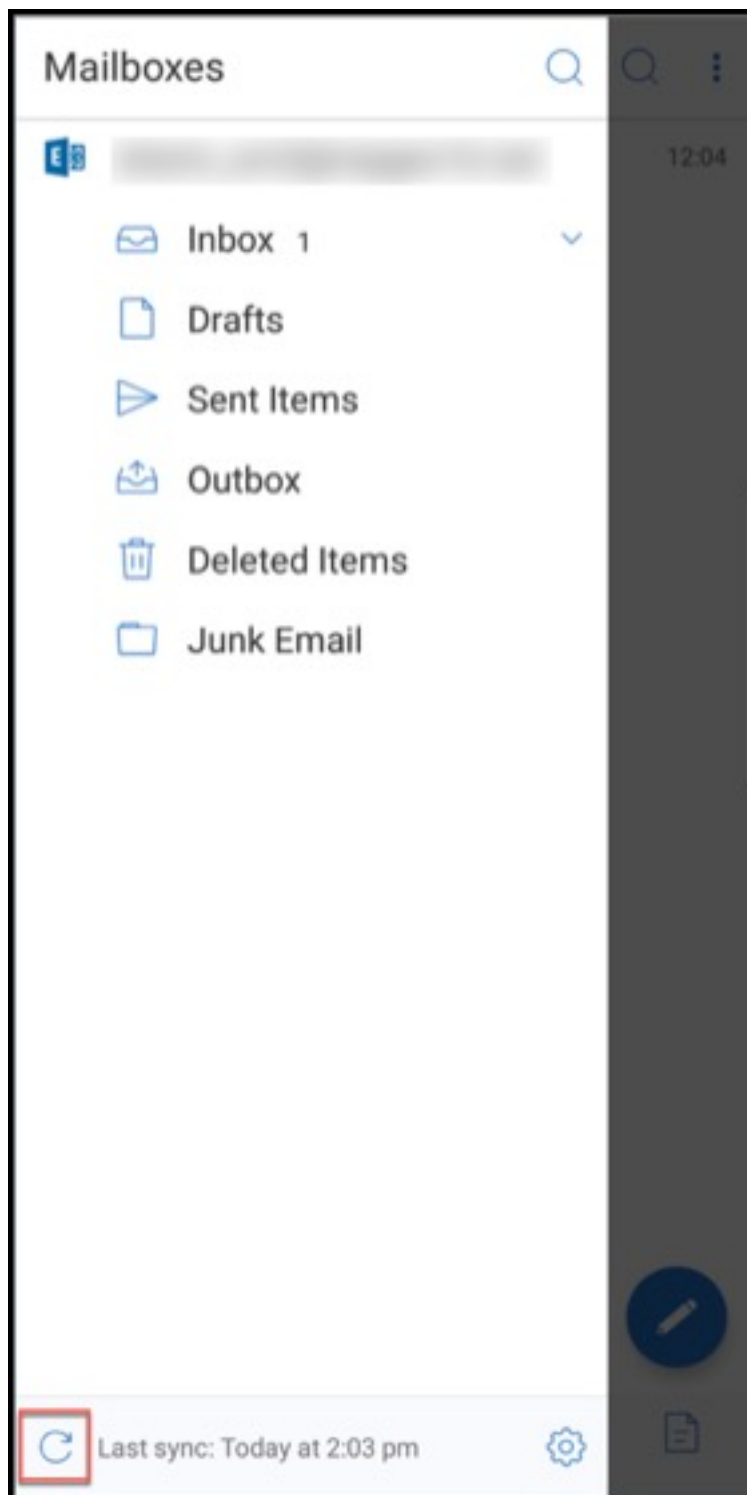 Mailboxes
12:04
Inbox 1
Drafts
Sent Items
Outbox
Deleted Items
Junk Email
Last sync: Today at 2:03 pm